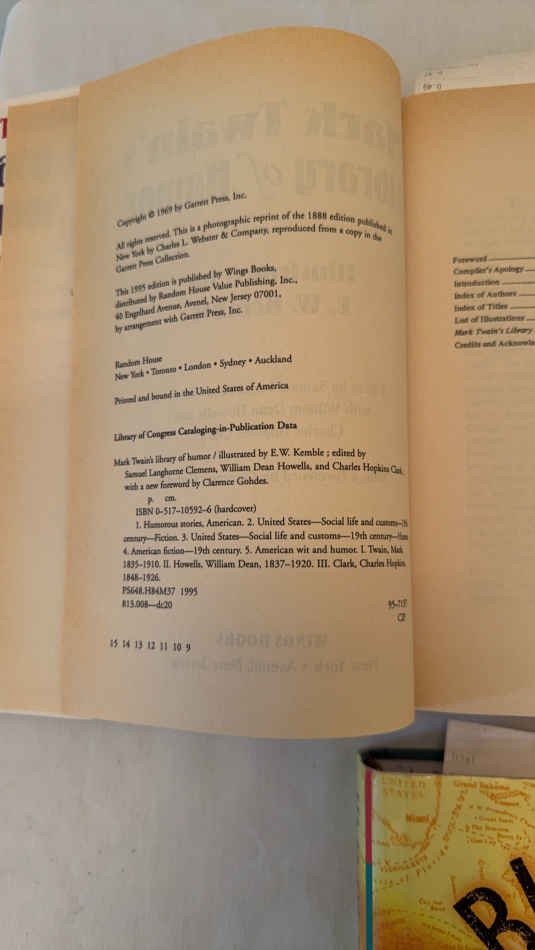 Copyright © 1969 by Garrett Press, Inc.
All rights reserved. This is a photographic reprint of the 1888 edition published in
New York by Charles L. Webster & Company, reproduced from a copy in the
Garrett Press Collection.
This 1995 edition is published by Wings Books,
distributed by Random House Value Publishing, Inc.,
40 Engelhard Avenue, Avenel, New Jersey 07001,
by arrangement with Garrett Press, Inc.
Random House
New York • Toronto • London • Sydney • Auckland
Printed and bound in the United States of America
Library of Congress Cataloging-in-Publication Data
Mark Twain's library of humor / illustrated by E.W. Kemble ; edited by
Samuel Langhorne Clemens, William Dean Howells, and Charles Hopkins Clark,
with a new foreword by Clarence Gohdes.
p. cm.
ISBN 0-517-10592-6 (hardcover)
1. Humorous stories, American. 2. United States—Social life and customs—
century—Fiction. 3. United States—Social life and customs—19th century—
4. American fiction—19th century. 5. American wit and humor. I. Twain, Mark
1835-1910. II. Howells, William Dean, 1837-1920. III. Clark, Charles Hopkins,
1848-1926.
PS648.H84M37 1995
813.008—dc20
CIP
15 14 13 12 11 10 9
Foreword
Compiler's Apology
Introduction
Index of Authors
Index of Titles
List of Illustrations
Mark Twain's Library
Credits and
UNITED
STATES
Miami
Grand Bahama